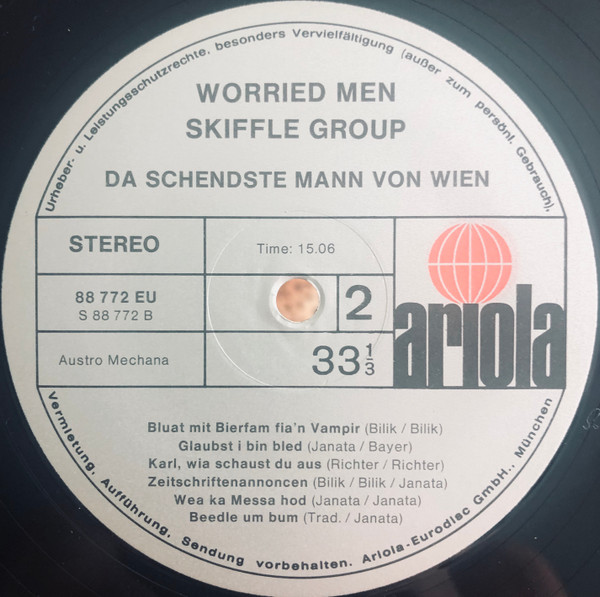 Urheber- u. Leistungsschutzrechte, besonders Vervielfältigung (außer zum persönl. Gebrauch),
WORRIED MEN
SKIFFLE GROUP
DA SCHENDSTE MANN VON WIEN
STEREO
Time: 15.06
88 772 EU
S 88 772 B
2
ariola
Austro Mechana
33 1/3
Bluat mit Bierfam fia'n Vampir (Bilik / Bilik)
Glaubst i bin bled (Janata / Bayer)
Karl, wia schaust du aus (Richter / Richter)
Zeitschriftenannoncen (Bilik / Bilik / Janata)
Wea ka Messa hod (Janata / Janata)
Beedle um bum (Trad. / Janata)
Vermietung, Aufführung, Sendung vorbehalten. Ariola-Eurodisc GmbH., München